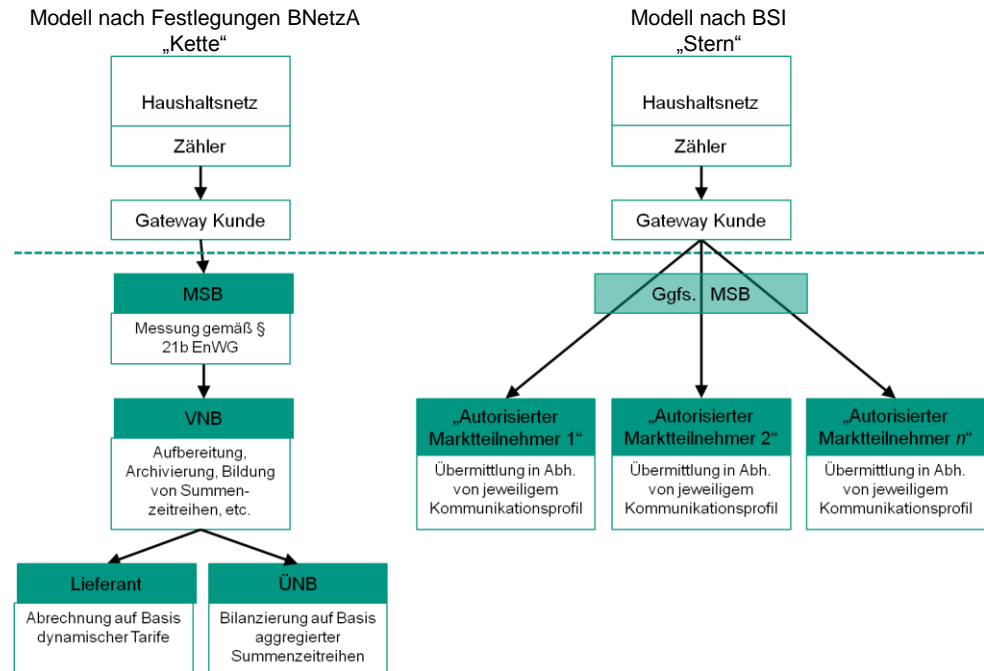 Modell nach Festlegungen BNetzA
„Kette“
Haushaltsnetz
Zähler
Gateway Kunde
MSB
Messung gemäß §
21b EnWG
VNB
Aufbereitung,
Archivierung, Bildung
von Summen-
zeitreihen, etc.
Lieferant
Abrechnung auf Basis
dynamischer Tarife
ÜNB
Bilanzierung auf Basis
aggregierter
Summenzeitreihen
Modell nach BSI
„Stern“
Haushaltsnetz
Zähler
Gateway Kunde
Ggfs. MSB
„Autorisierter
Marktteilnehmer 1“
Übermittlung in Abh.
von jeweiligem
Kommunikationsprofil
„Autorisierter
Marktteilnehmer 2“
Übermittlung in Abh.
von jeweiligem
Kommunikationsprofil
„Autorisierter
Marktteilnehmer n“
Übermittlung in Abh.
von jeweiligem
Kommunikationsprofil